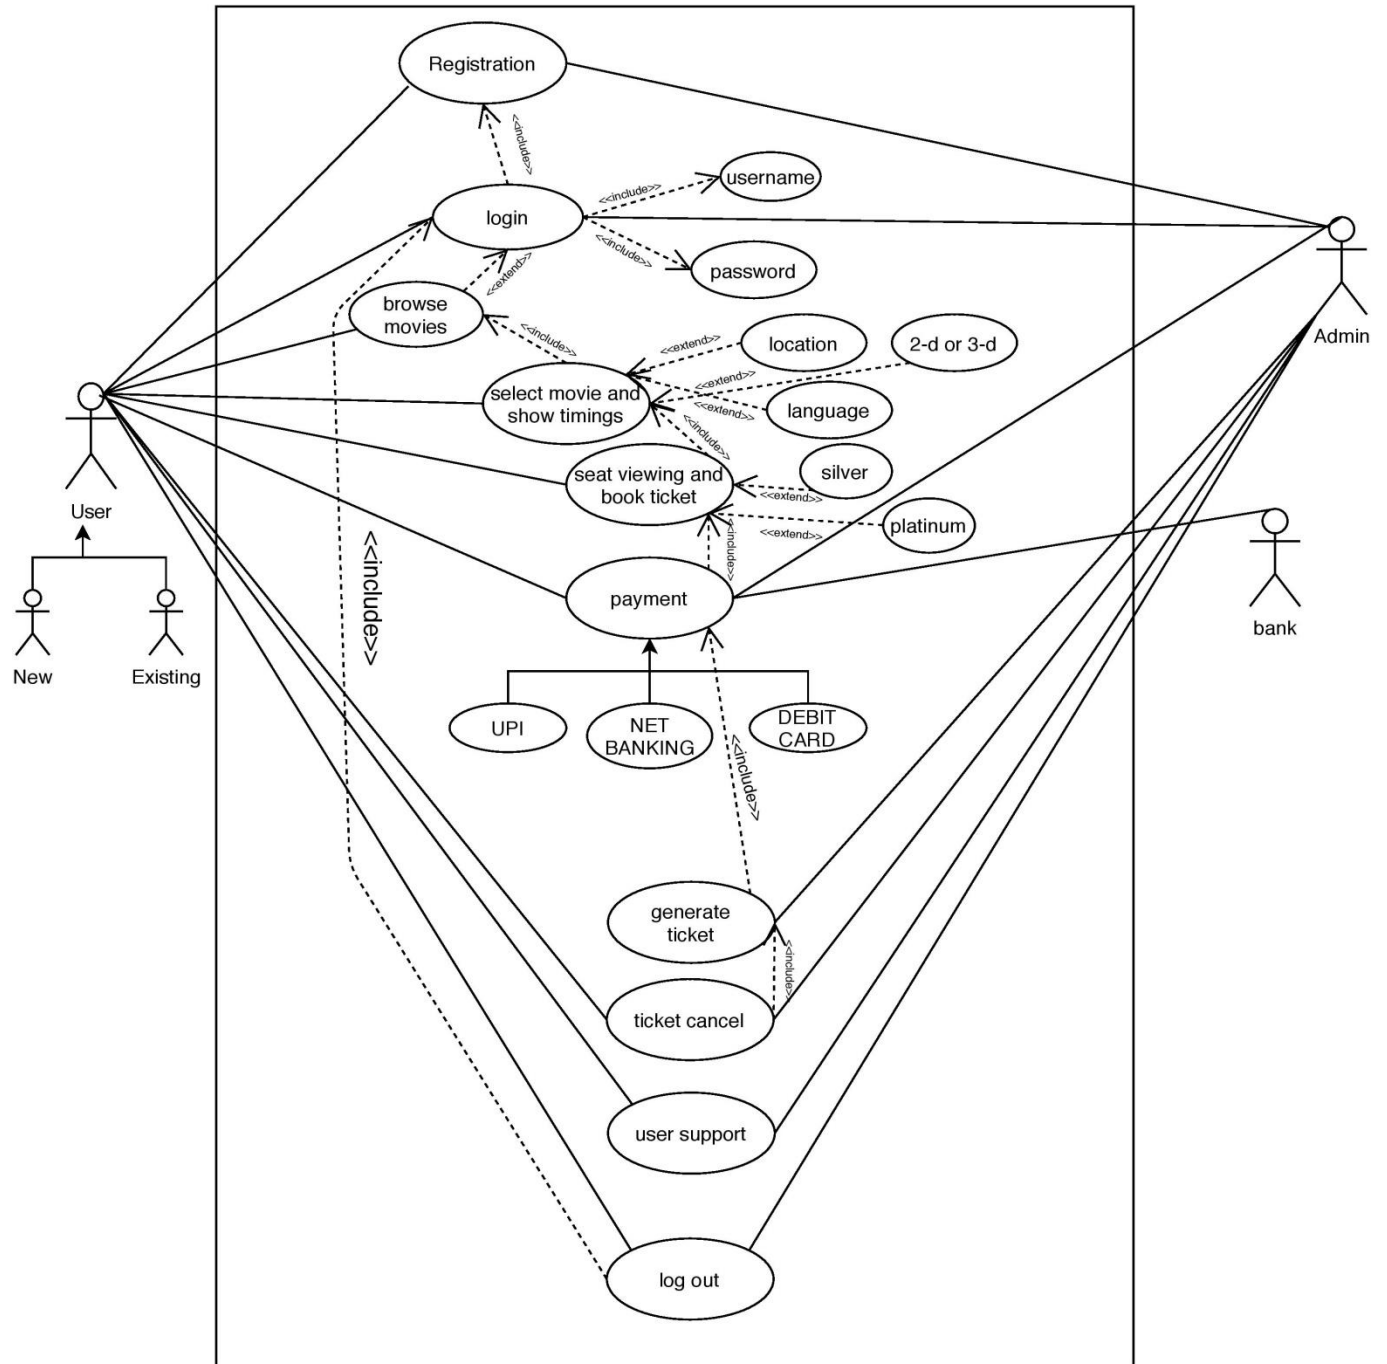 Registration
<<include>>
username
<<include>>
login
<<include>>
password
<<extend>>
browse
movies
<<include>>
<<extend>>
location
2-d or 3-d
Admin
<<extend>>
select movie and
show timings
<<extend>>
language
<<include>>
seat viewing and
book ticket
silver
<<extend>>
platinum
<<extend>>
<<include>>
User
<<include>>
payment
bank
New
Existing
UPI
NET
BANKING
DEBIT
CARD
<<include>>
generate
ticket
<<include>>
ticket cancel
user support
log out